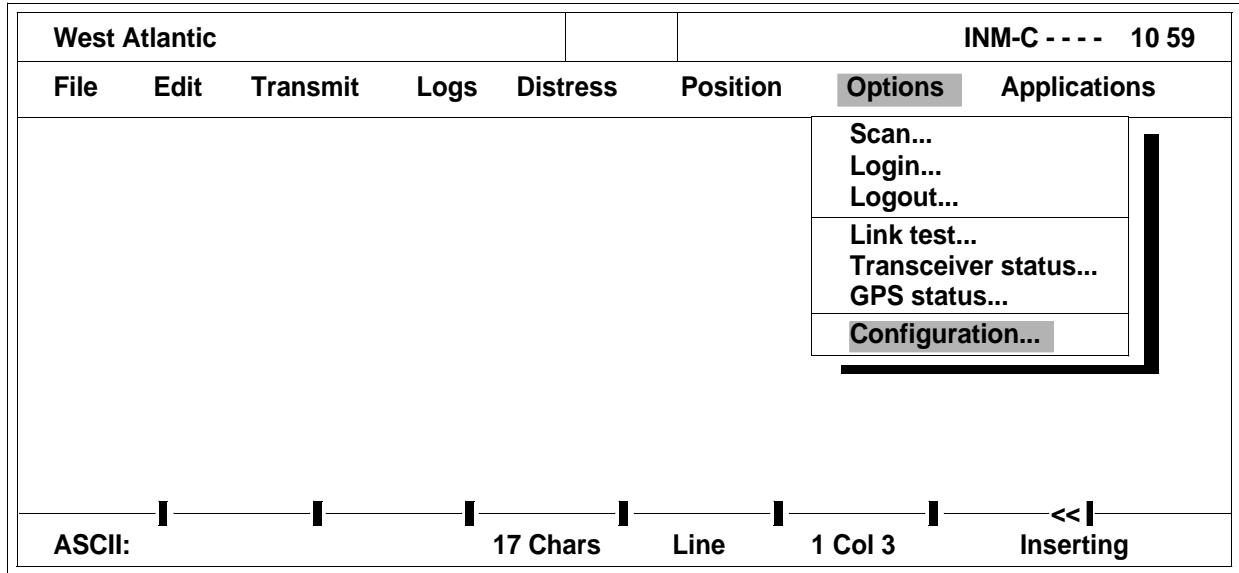 West Atlantic INM-C - - - - 10 59
File Edit Transmit Logs Distress Position Options Applications
Scan...
Login...
Logout...
Link test...
Transceiver status...
GPS status...
Configuration...
<<
ASCII: 17 Chars Line 1 Col 3 Inserting